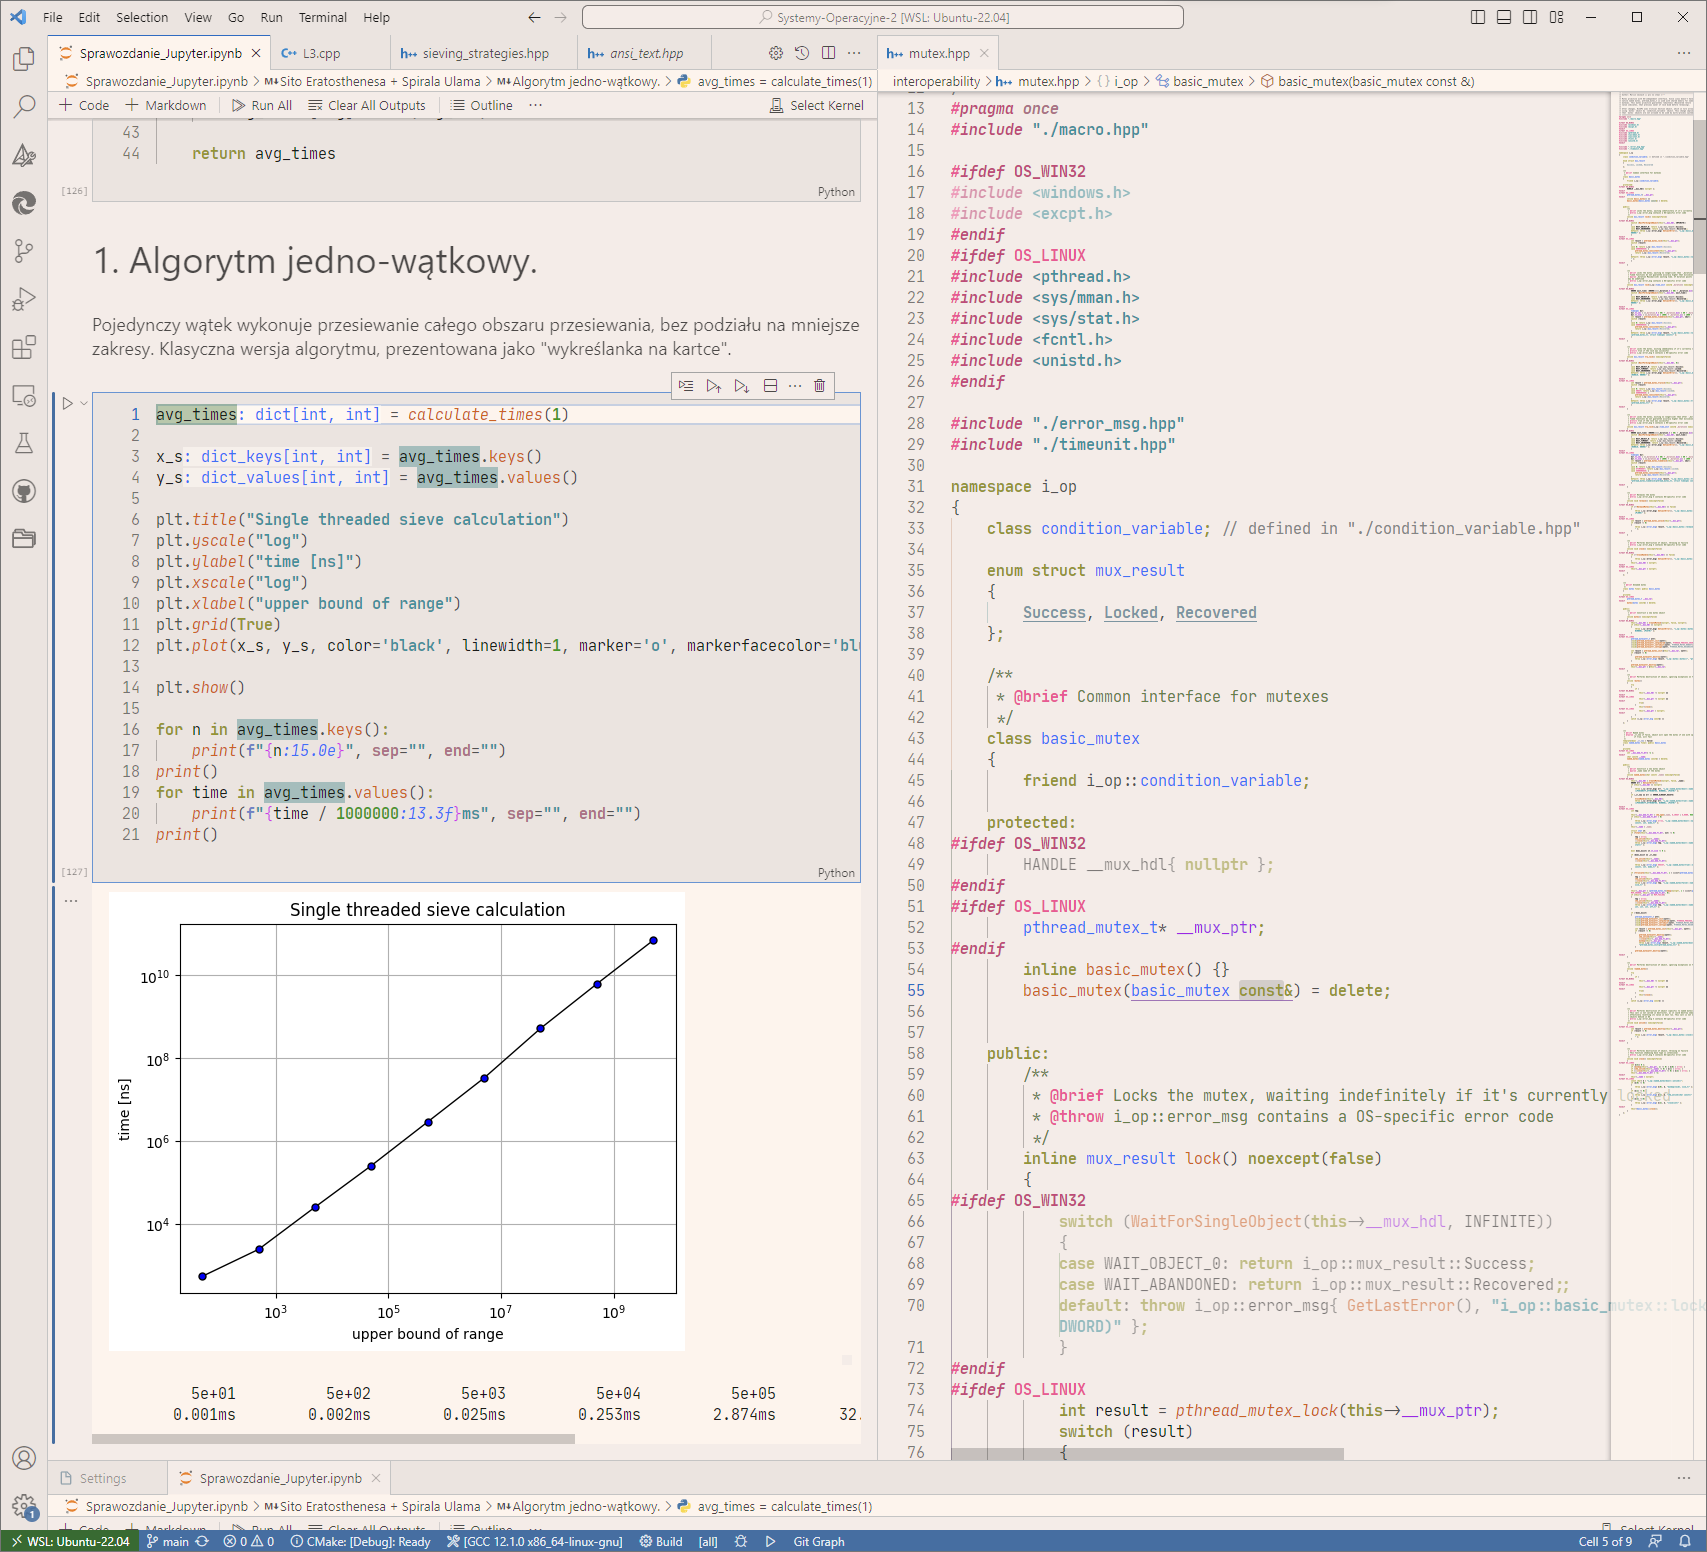 File Edit Selection View Go Run Terminal Help
Systemy-Operacyjne-2 [WSL: Ubuntu-22.04]
Sprawozdanie_Jupyter.ipynb
C++ L3.cpp
h++ sieving_strategies.hpp
h++ ansi_text.hpp
Sprawozdanie_Jupyter.ipynb > M↓Sito Eratosthenesa + Spirala Ulama > M↓Algorytm jedno-wątkowy. > avg_times = calculate_times(1)
+ Code + Markdown Run All Clear All Outputs Outline ... Select Kernel
43
44 return avg_times
[126] Python
1. Algorytm jedno-wątkowy.
Pojedynczy wątek wykonuje przesiewanie całego obszaru przesiewania, bez podziału na mniejsze
zakresy. Klasyczna wersja algorytmu, prezentowana jako "wykreślanka na kartce".
1 avg_times: dict[int, int] = calculate_times(1)
2
3 x_s: dict_keys[int, int] = avg_times.keys()
4 y_s: dict_values[int, int] = avg_times.values()
5
6 plt.title("Single threaded sieve calculation")
7 plt.yscale("log")
8 plt.ylabel("time [ns]")
9 plt.xscale("log")
10 plt.xlabel("upper bound of range")
11 plt.grid(True)
12 plt.plot(x_s, y_s, color='black', linewidth=1, marker='o', markerfacecolor='blu
13
14 plt.show()
15
16 for n in avg_times.keys():
17 print(f"{n:15.0e}", sep="", end="")
18 print()
19 for time in avg_times.values():
20 print(f"{time / 1000000:13.3f}ms", sep="", end="")
21 print()
[127] Python
Single threaded sieve calculation
10^10
10^8
10^6
10^4
time [ns]
10^3 10^5 10^7 10^9
upper bound of range
5e+01 5e+02 5e+03 5e+04 5e+05
0.001ms 0.002ms 0.025ms 0.253ms 2.874ms 32.
h++ mutex.hpp
interoperability > h++ mutex.hpp > {} i_op > basic_mutex > basic_mutex(basic_mutex const &)
13 #pragma once
14 #include "./macro.hpp"
15
16 #ifdef OS_WIN32
17 #include <windows.h>
18 #include <excpt.h>
19 #endif
20 #ifdef OS_LINUX
21 #include <pthread.h>
22 #include <sys/mman.h>
23 #include <sys/stat.h>
24 #include <fcntl.h>
25 #include <unistd.h>
26 #endif
27
28 #include "./error_msg.hpp"
29 #include "./timeunit.hpp"
30
31 namespace i_op
32 {
33 class condition_variable; // defined in "./condition_variable.hpp"
34
35 enum struct mux_result
36 {
37 Success, Locked, Recovered
38 };
39
40 /**
41 * @brief Common interface for mutexes
42 */
43 class basic_mutex
44 {
45 friend i_op::condition_variable;
46
47 protected:
48 #ifdef OS_WIN32
49 HANDLE __mux_hdl{ nullptr };
50 #endif
51 #ifdef OS_LINUX
52 pthread_mutex_t* __mux_ptr;
53 #endif
54 inline basic_mutex() {}
55 basic_mutex(basic_mutex const&) = delete;
56
57
58 public:
59 /**
60 * @brief Locks the mutex, waiting indefinitely if it's currently locked
61 * @throw i_op::error_msg contains a OS-specific error code
62 */
63 inline mux_result lock() noexcept(false)
64 {
65 #ifdef OS_WIN32
66 switch (WaitForSingleObject(this->__mux_hdl, INFINITE))
67 {
68 case WAIT_OBJECT_0: return i_op::mux_result::Success;
69 case WAIT_ABANDONED: return i_op::mux_result::Recovered;;
70 default: throw i_op::error_msg{ GetLastError(), "i_op::basic_mutex::lock
DWORD)" };
71 }
72 #endif
73 #ifdef OS_LINUX
74 int result = pthread_mutex_lock(this->__mux_ptr);
75 switch (result)
76 {
Settings
Sprawozdanie_Jupyter.ipynb
Sprawozdanie_Jupyter.ipynb > M↓Sito Eratosthenesa + Spirala Ulama > M↓Algorytm jedno-wątkowy. > avg_times = calculate_times(1)
+ Code + Markdown Run All Clear All Outputs Outline ... Select Kernel
1
WSL: Ubuntu-22.04 main 0 0 CMake: [Debug]: Ready [GCC 12.1.0 x86_64-linux-gnu] Build [all] Git Graph Cell 5 of 9